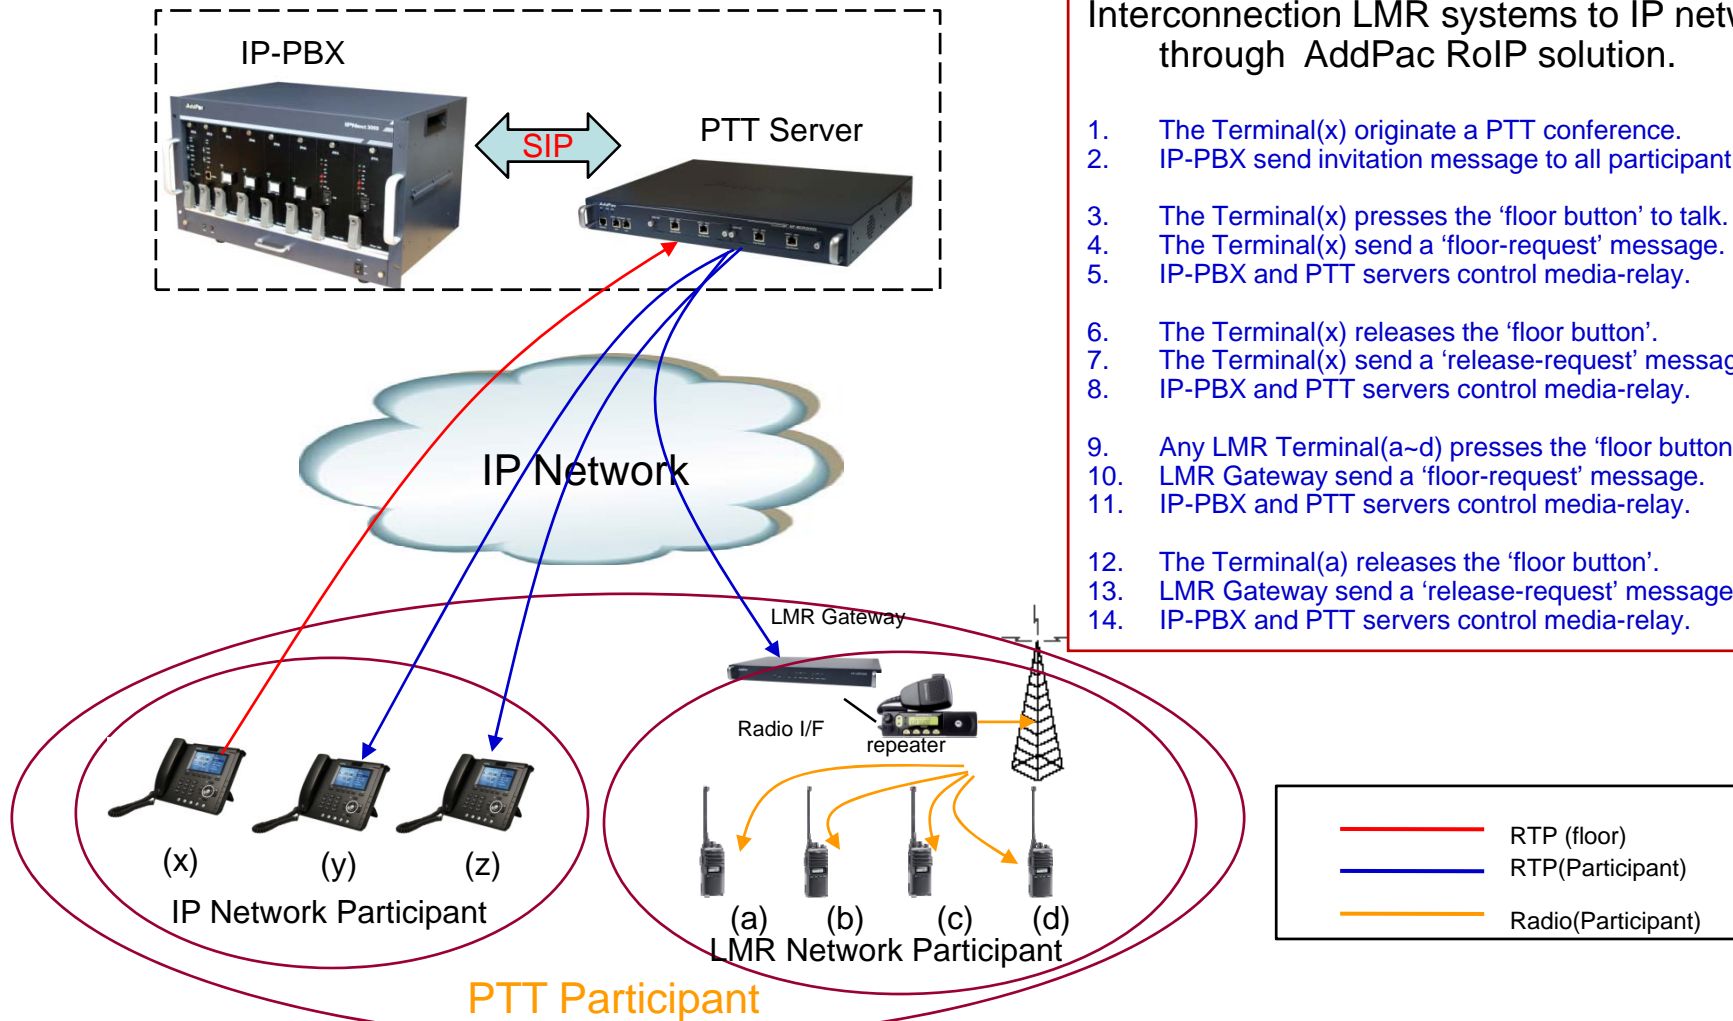 IP-PBX
SIP
PTT Server
IP Network
LMR Gateway
Radio I/F
repeater
(x)
(y)
(z)
IP Network Participant
(a)
(b)
(c)
(d)
LMR Network Participant
PTT Participant
Interconnection LMR systems to IP
through AddPac RoIP solution.
1. The Terminal(x) originate a PTT conference.
2. IP-PBX send invitation message to all participant
3. The Terminal(x) presses the ‘floor button’ to talk.
4. The Terminal(x) send a ‘floor-request’ message.
5. IP-PBX and PTT servers control media-relay.
6. The Terminal(x) releases the ‘floor button’.
7. The Terminal(x) send a ‘release-request’
8. IP-PBX and PTT servers control media-relay.
9. Any LMR Terminal(a~d) presses the ‘floor button
10. LMR Gateway send a ‘floor-request’ message.
11. IP-PBX and PTT servers control media-relay.
12. The Terminal(a) releases the ‘floor button’.
13. LMR Gateway send a ‘release-request’ message
14. IP-PBX and PTT servers control media-relay.
RTP (floor)
RTP(Participant)
Radio(Participant)